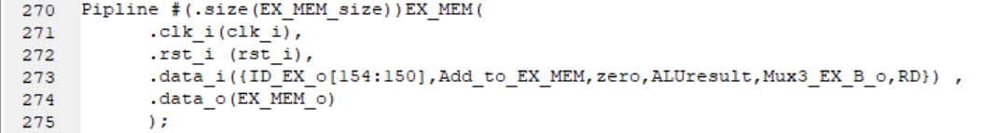 270 Pipline #(.size(EX_MEM_size))EX_MEM(
271 .clk_i(clk_i),
272 .rst_i (rst_i),
273 .data_i({ID_EX_o[154:150],Add_to_EX_MEM,zero,ALUresult,Mux3_EX_B_o,RD}) ,
274 .data_o(EX_MEM_o)
275 );